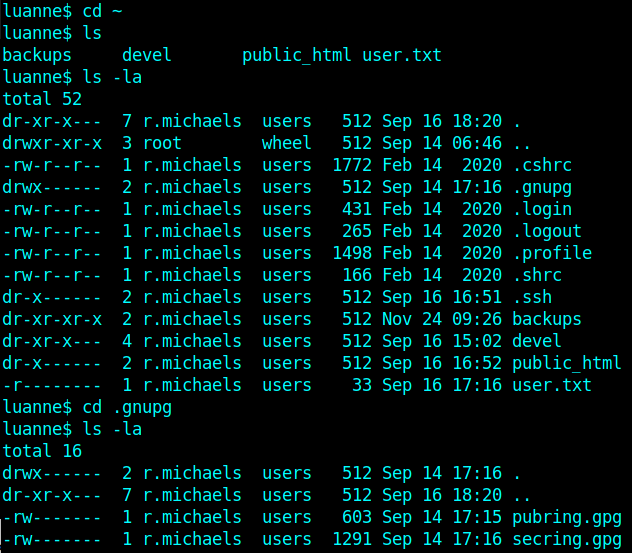 luanne$ cd ~
luanne$ ls
backups     devel       public_html user.txt
luanne$ ls -la
total 52
dr-xr-x---  7 r.michaels  users   512 Sep 16 18:20 .
drwxr-xr-x  3 root        wheel   512 Sep 14 06:46 ..
-rw-r--r--  1 r.michaels  users  1772 Feb 14  2020 .cshrc
drwx------  2 r.michaels  users   512 Sep 14 17:16 .gnupg
-rw-r--r--  1 r.michaels  users   431 Feb 14  2020 .login
-rw-r--r--  1 r.michaels  users   265 Feb 14  2020 .logout
-rw-r--r--  1 r.michaels  users  1498 Feb 14  2020 .profile
-rw-r--r--  1 r.michaels  users   166 Feb 14  2020 .shrc
dr-x------  2 r.michaels  users   512 Sep 16 16:51 .ssh
dr-xr-xr-x  2 r.michaels  users   512 Nov 24 09:26 backups
dr-xr-x---  4 r.michaels  users   512 Sep 16 15:02 devel
dr-x------  2 r.michaels  users   512 Sep 16 16:52 public_html
-r--------  1 r.michaels  users    33 Sep 16 17:16 user.txt
luanne$ cd .gnupg
luanne$ ls -la
total 16
drwx------  2 r.michaels  users   512 Sep 14 17:16 .
dr-xr-x---  7 r.michaels  users   512 Sep 16 18:20 ..
-rw-------  1 r.michaels  users   603 Sep 14 17:15 pubring.gpg
-rw-------  1 r.michaels  users  1291 Sep 14 17:16 secring.gpg